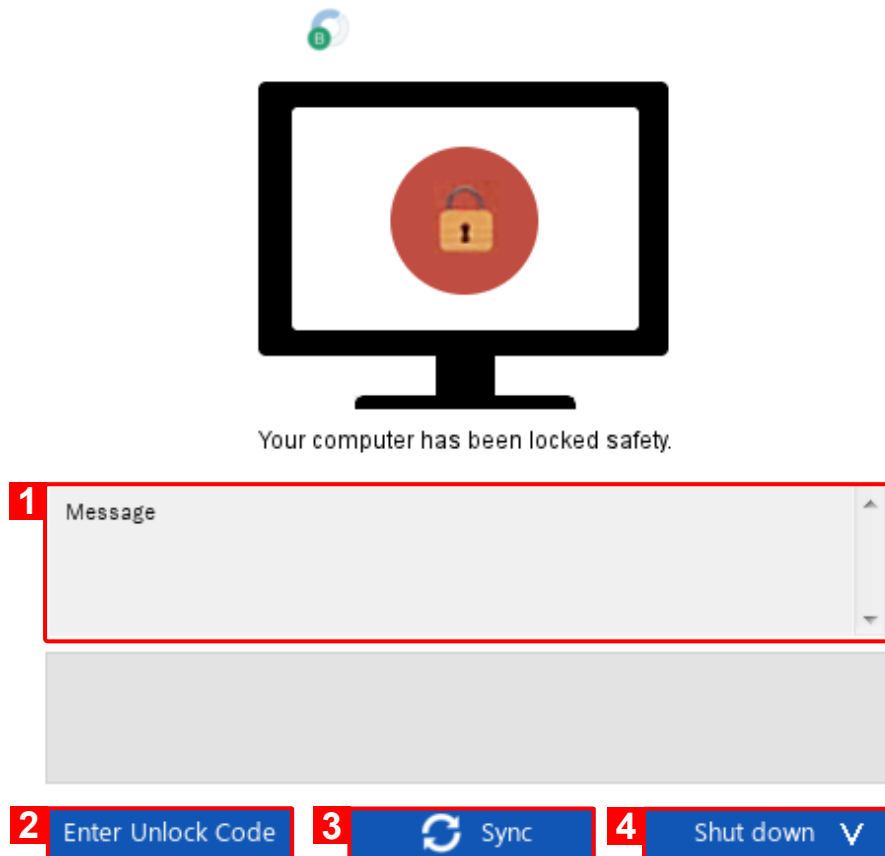 B
Your computer has been locked safety.
1
Message
2 Enter Unlock Code 3 Sync 4 Shut down V